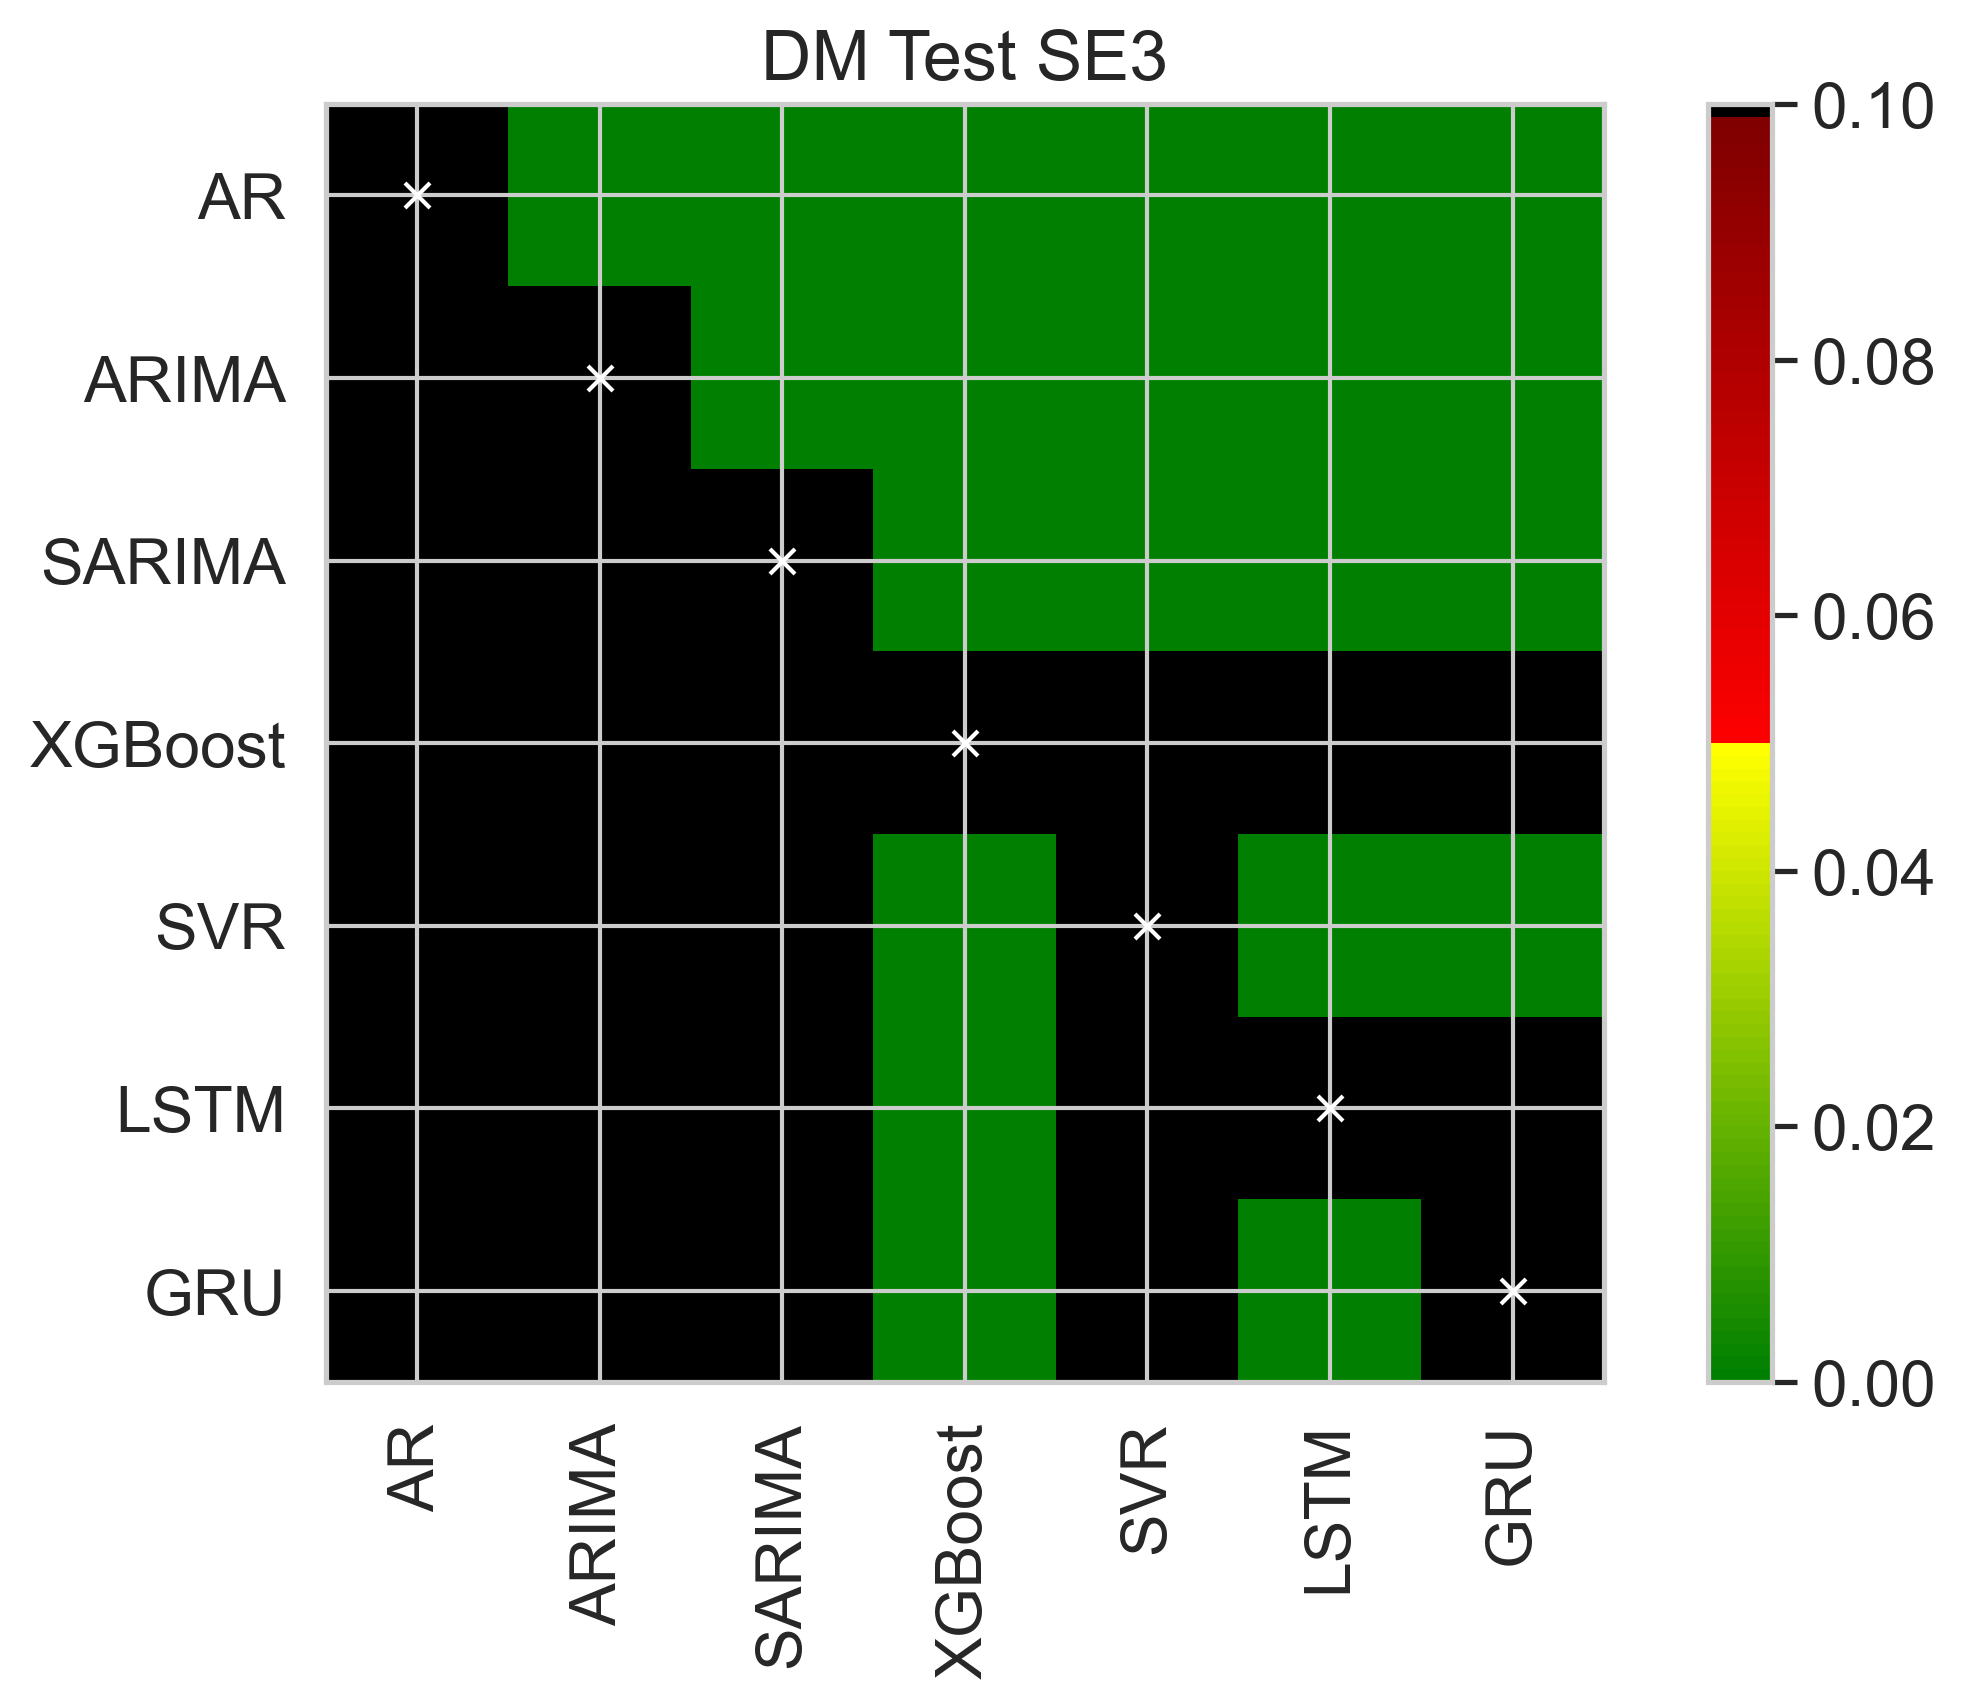 DM Test SE3
AR
ARIMA
SARIMA
XGBoost
SVR
LSTM
GRU
AR
ARIMA
SARIMA
XGBoost
SVR
LSTM
GRU
0.10
0.08
0.06
0.04
0.02
0.00